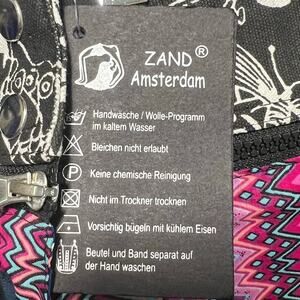 ZAND®
Amsterdam
Handwäsche / Wolle-Programm
im kaltem Wasser
Bleichen nicht erlaubt
P
Keine chemische Reinigung
Nicht im Trockner trocknen
Vorsichtig bügeln mit kühlem Eisen
Beutel und Band separat auf
der Hand waschen